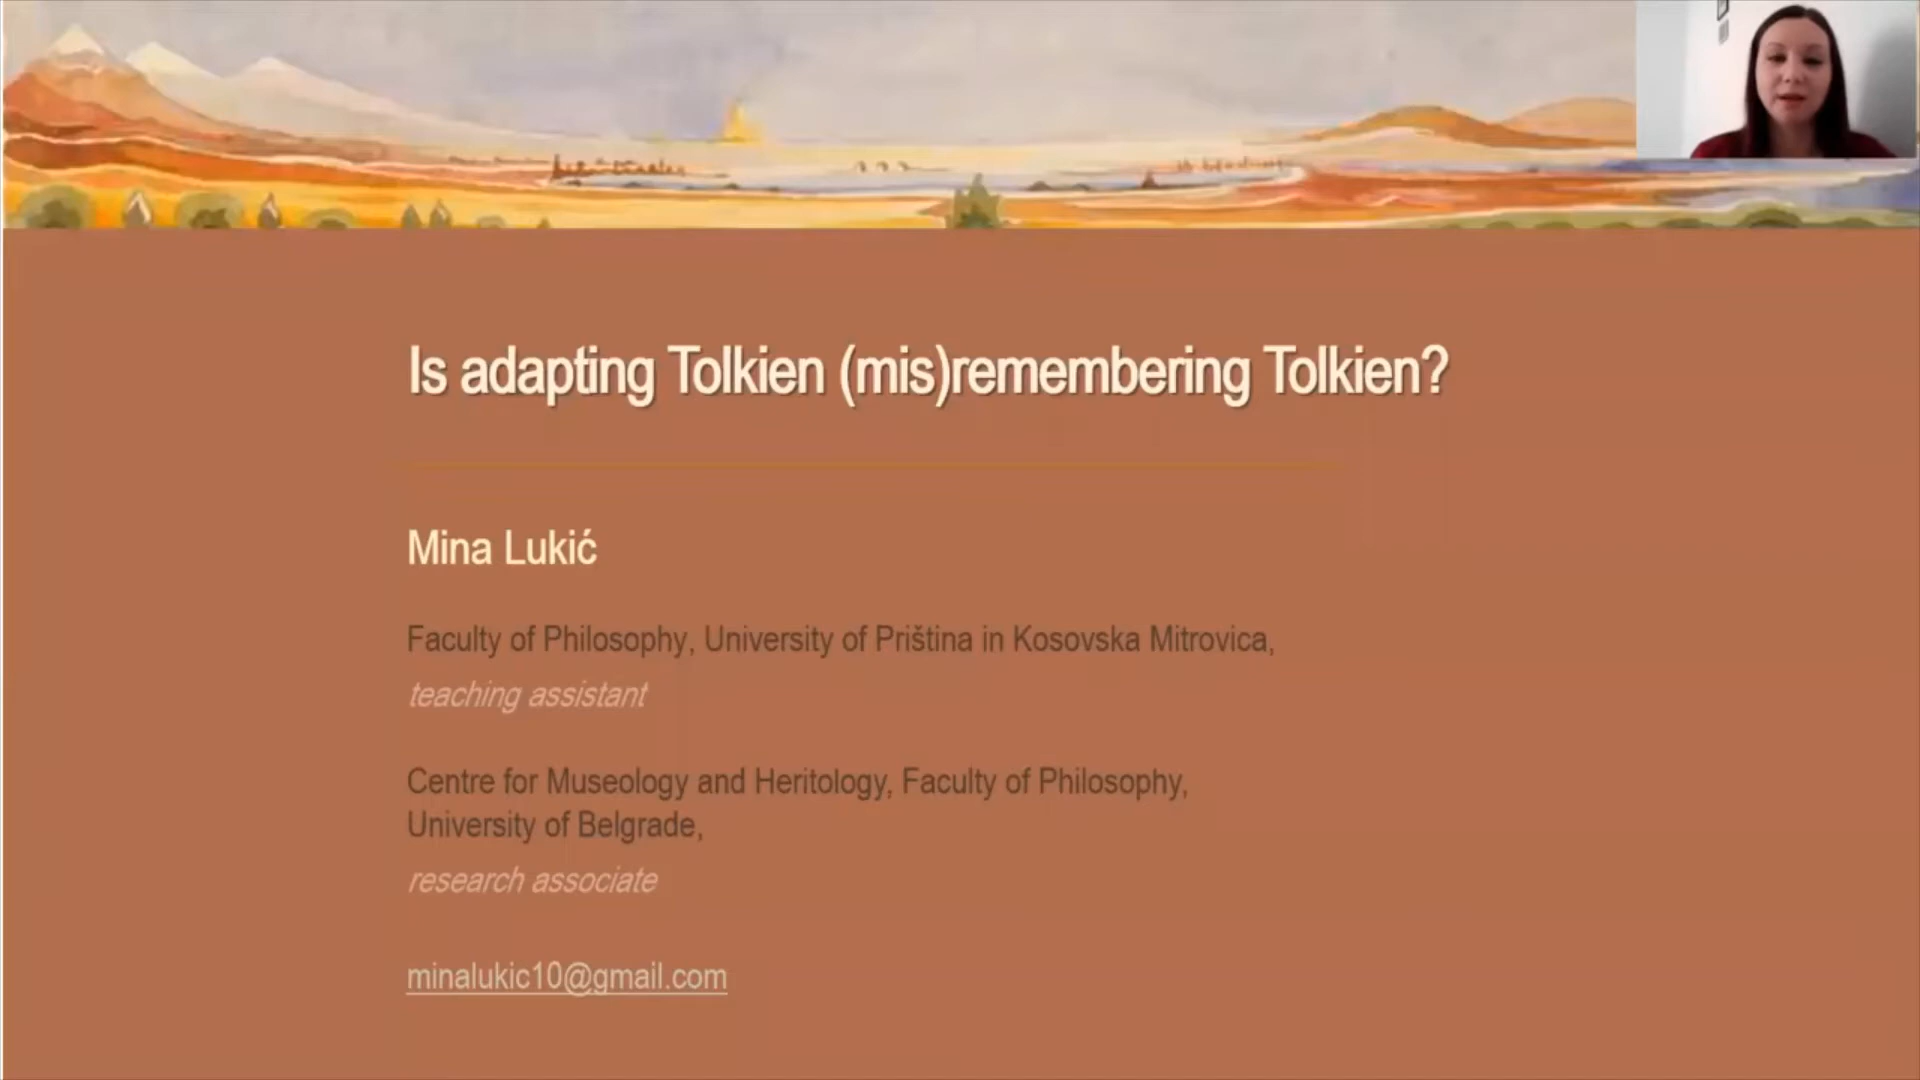 Is adapting Tolkien (mis)remembering Tolkien?
Mina Lukić
Faculty of Philosophy, University of Priština in Kosovska Mitrovica,
teaching assistant
Centre for Museology and Heritology, Faculty of Philosophy,
University of Belgrade,
research associate
minalukic10@gmail.com